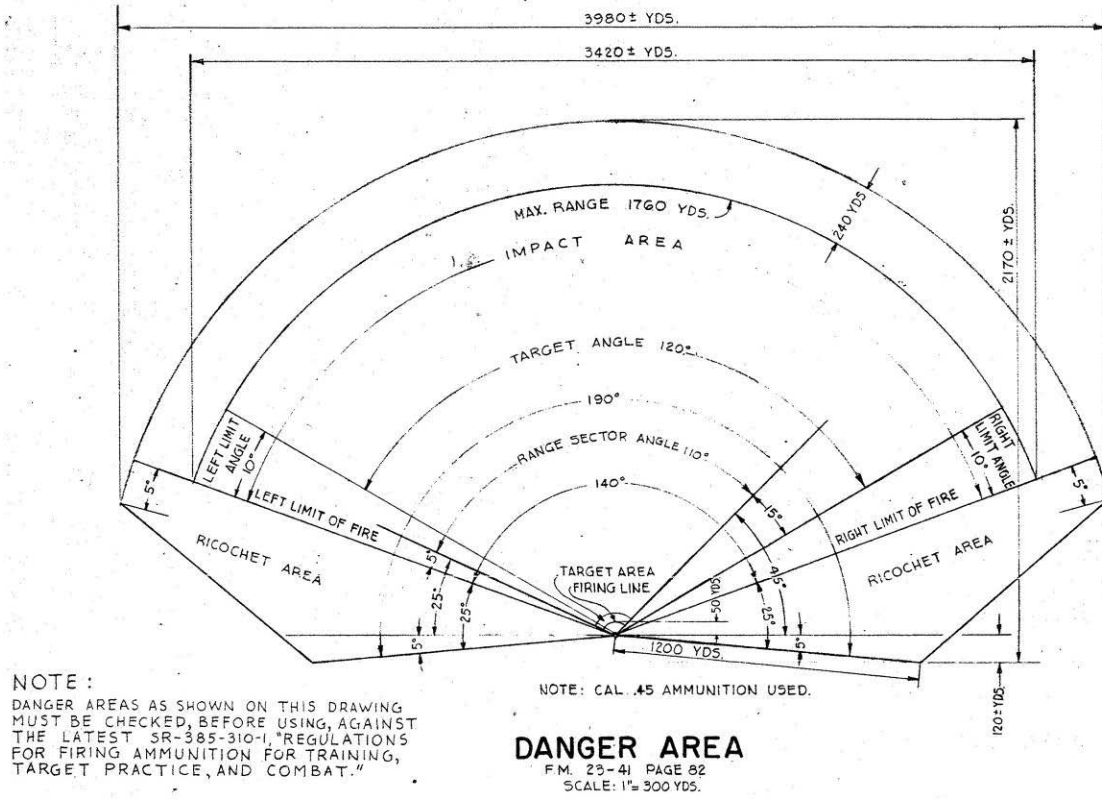 3980± YDS.
3420± YDS.
MAX. RANGE 1760 YDS.
240 YDS
2170± YDS.
IMPACT AREA
TARGET ANGLE 120°
190°
RANGE SECTOR ANGLE 110°
140°
LEFT LIMIT
ANGLE
10°
RIGHT
LIMIT ANGLE
10°
5°
LEFT LIMIT OF FIRE
RIGHT LIMIT OF FIRE
5°
15°
45°
RICOCHET AREA
RICOCHET AREA
TARGET AREA
FIRING LINE
50 YDS.
5°
25°
25°
25°
5°
5°
1200 YDS.
120± YDS.
NOTE:
DANGER AREAS AS SHOWN ON THIS DRAWING
MUST BE CHECKED, BEFORE USING, AGAINST
THE LATEST SR-385-310-1, "REGULATIONS
FOR FIRING AMMUNITION FOR TRAINING,
TARGET PRACTICE, AND COMBAT."
NOTE: CAL. .45 AMMUNITION USED.
DANGER AREA
F.M. 23-41 PAGE 82
SCALE: 1"= 300 YDS.